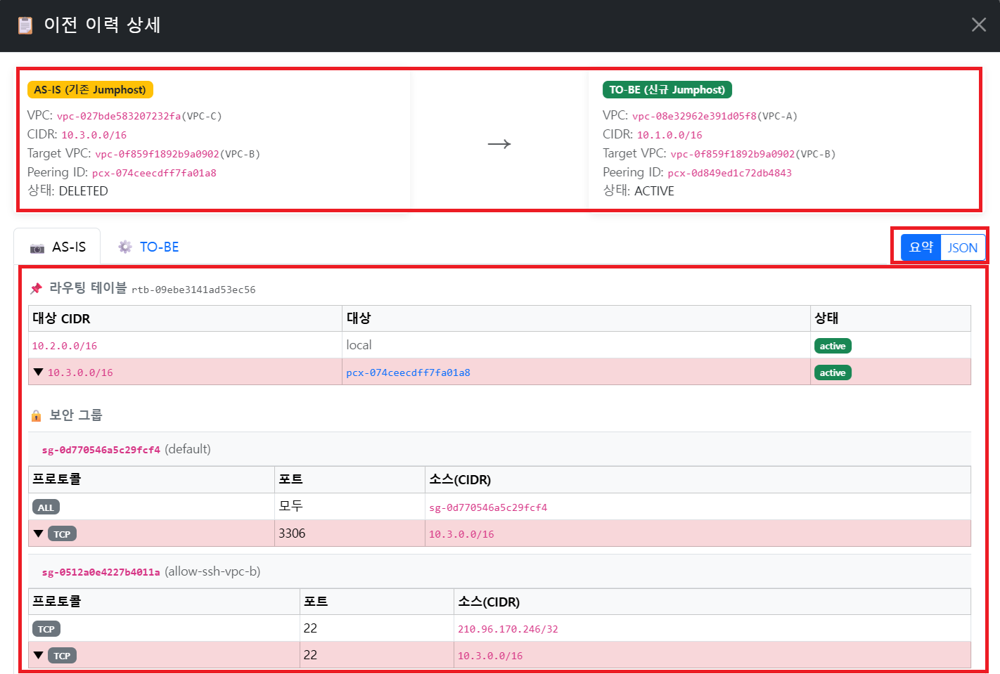 이전 이력 상세
AS-IS (기존 Jumphost)
VPC: vpc-027bde583207232fa(VPC-C)
CIDR: 10.3.0.0/16
Target VPC: vpc-0f859f1892b9a0902(VPC-B)
Peering ID: pcx-074ceecdff7fa01a8
상태: DELETED
→
TO-BE (신규 Jumphost)
VPC: vpc-08e32962e391d05f8(VPC-A)
CIDR: 10.1.0.0/16
Target VPC: vpc-0f859f1892b9a0902(VPC-B)
Peering ID: pcx-0d849ed1c72db4843
상태: ACTIVE
AS-IS TO-BE 요약 JSON
라우팅 테이블 rtb-09ebe3141ad53ec56
대상 CIDR 대상 상태
10.2.0.0/16 local active
▼ 10.3.0.0/16 pcx-074ceecdff7fa01a8 active
보안 그룹
sg-0d770546a5c29fcf4 (default)
프로토콜 포트 소스(CIDR)
ALL 모두 sg-0d770546a5c29fcf4
▼ TCP 3306 10.3.0.0/16
sg-0512a0e4227b4011a (allow-ssh-vpc-b)
프로토콜 포트 소스(CIDR)
TCP 22 210.96.170.246/32
▼ TCP 22 10.3.0.0/16